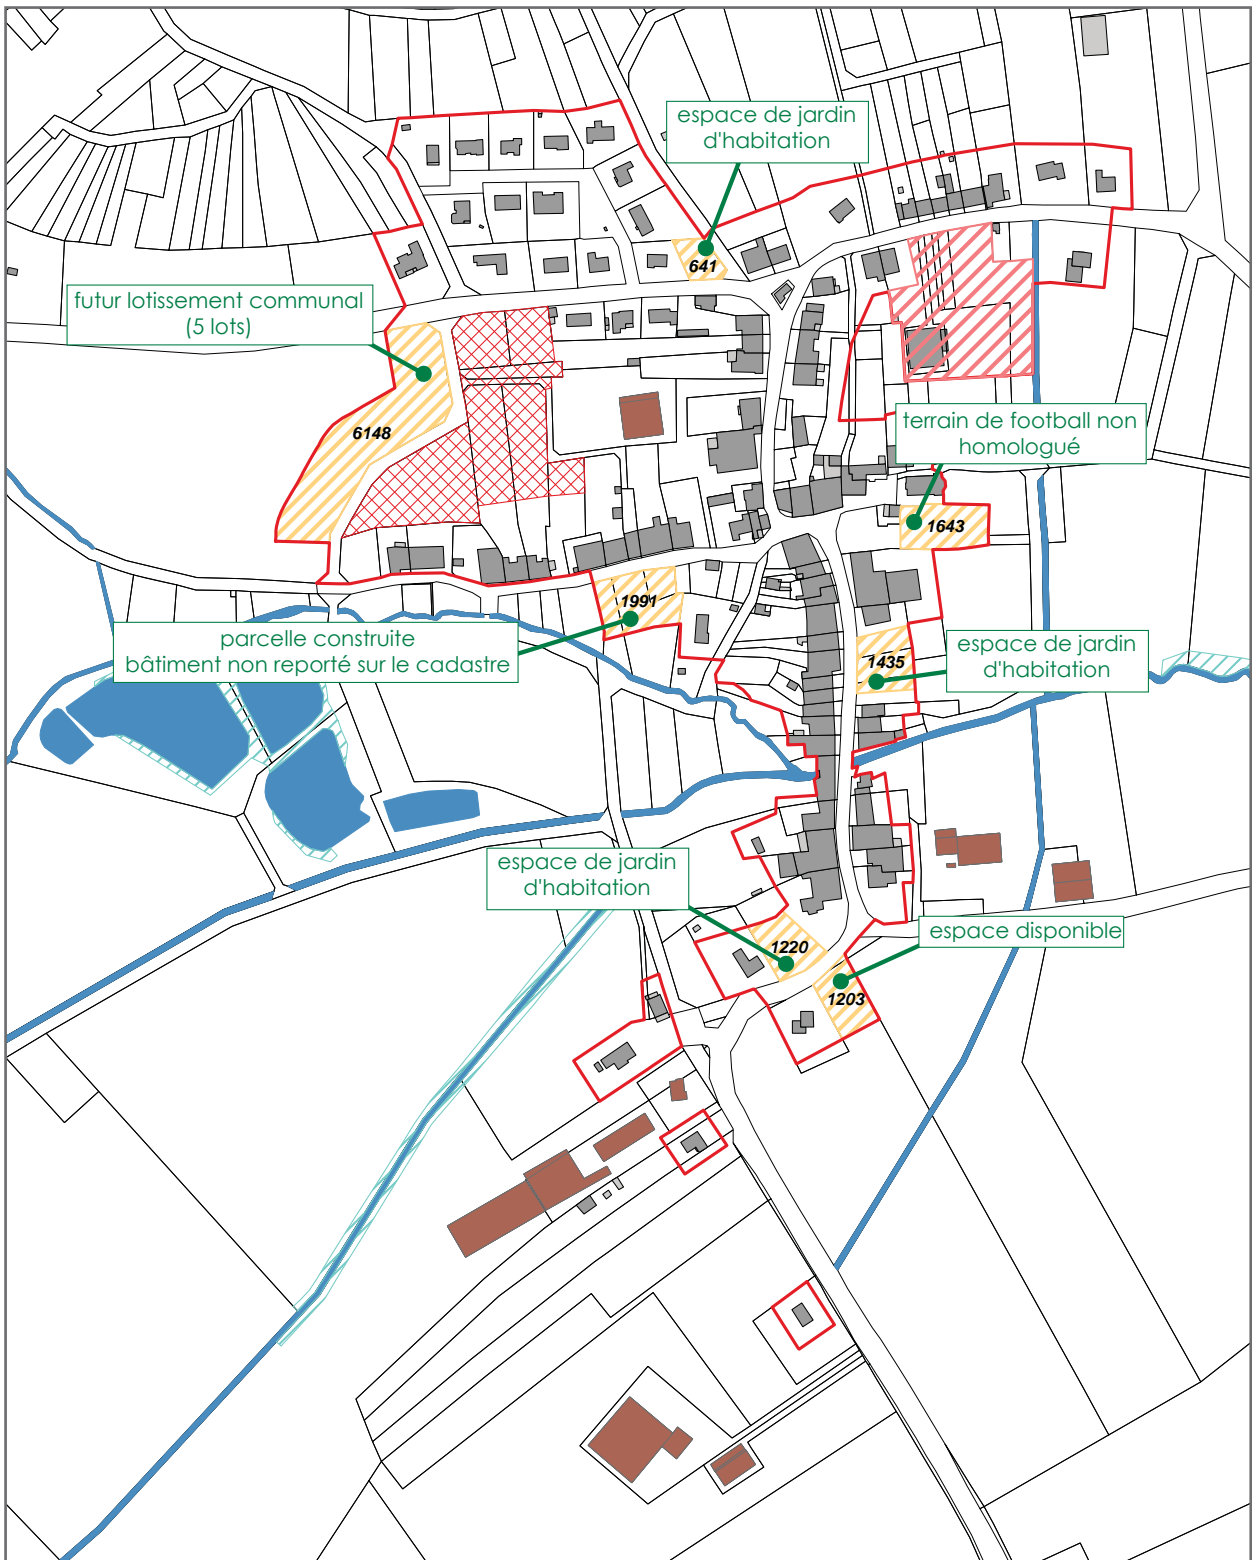 espace de jardin
d'habitation
641
futur lotissement communal
(5 lots)
6148
terrain de football non
homologué
1643
1991
parcelle construite
bâtiment non reporté sur le cadastre
espace de jardin
d'habitation
1435
espace de jardin
d'habitation
1220
espace disponible
1203